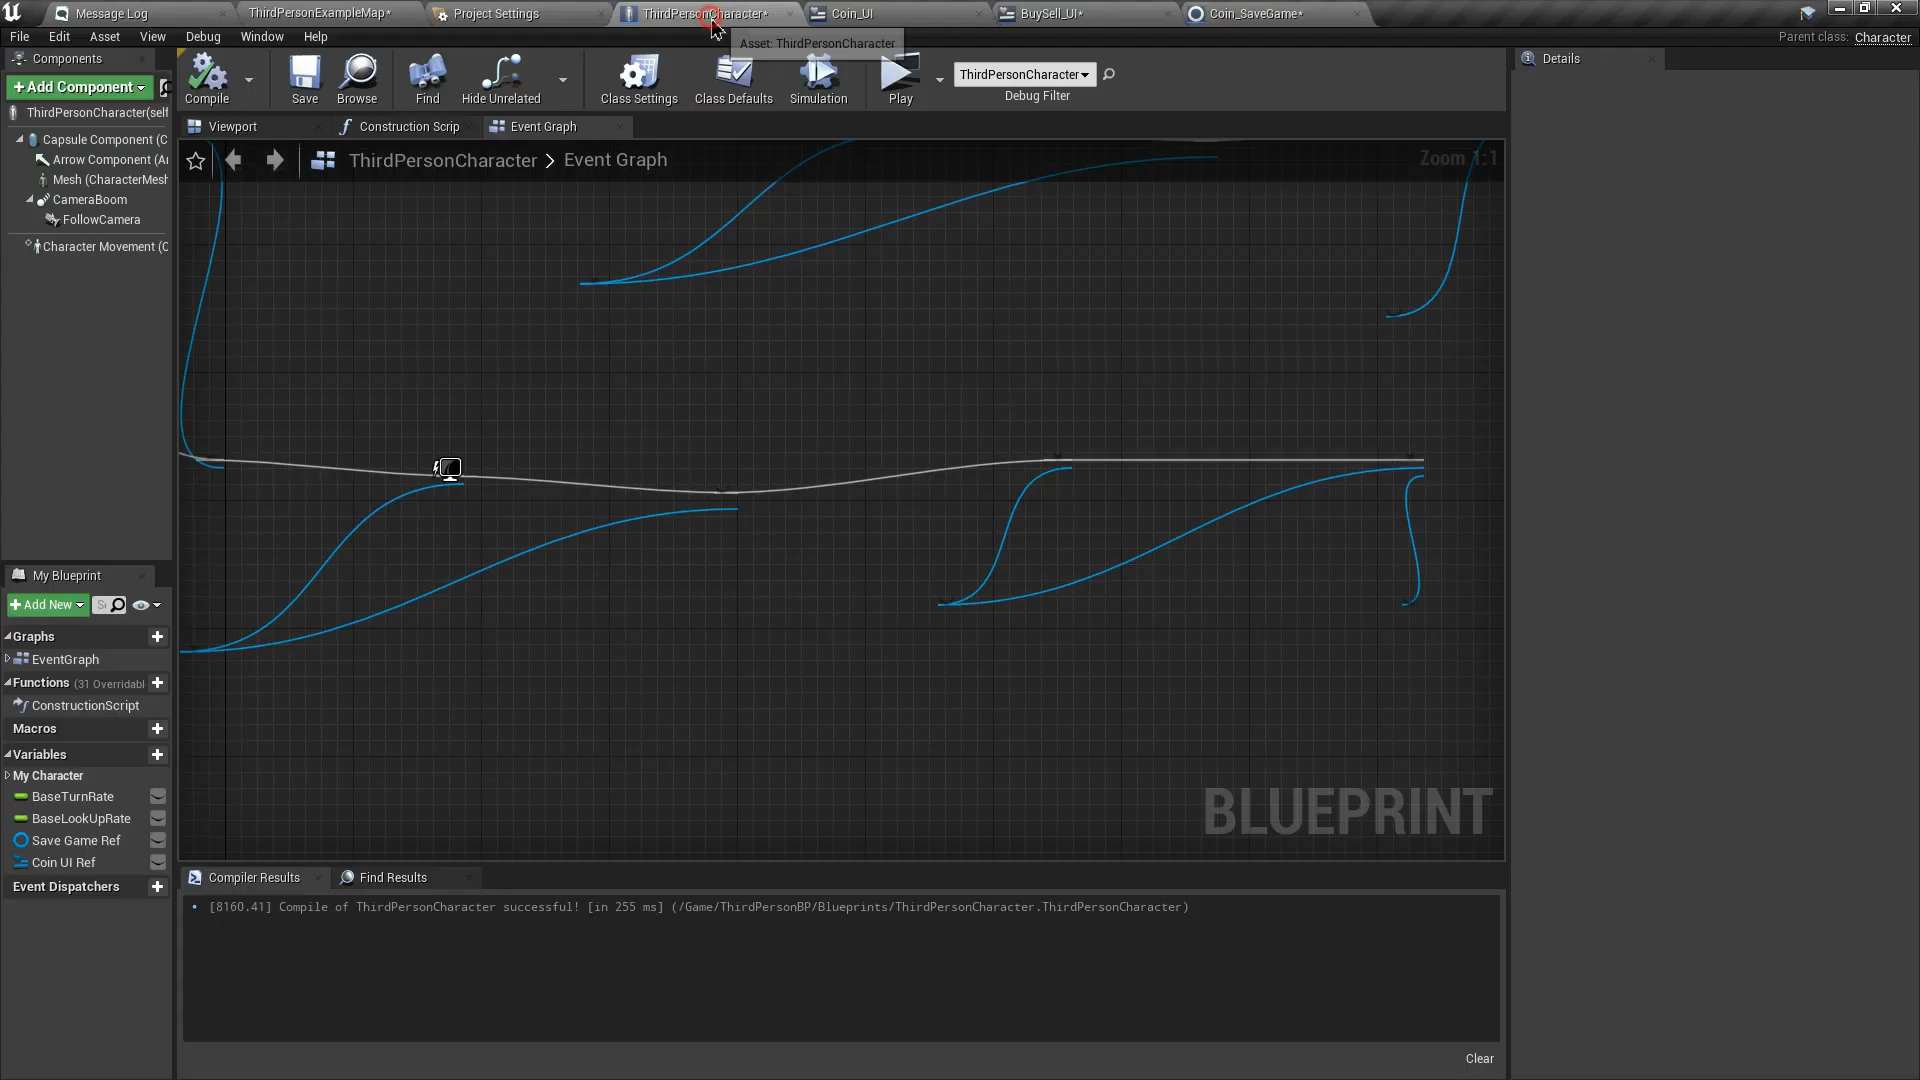 Message Log
ThirdPersonExampleMap*
Project Settings
ThirdPersonCharacter*
Coin_UI
BuySell_UI*
Coin_SaveGame*
File
Edit
Asset
View
Debug
Window
Help
Asset: ThirdPersonCharacter
Parent class: Character
Components
+Add Component
ThirdPersonCharacter(self
Capsule Component (C
Arrow Component (Ar
Mesh (CharacterMesh
CameraBoom
FollowCamera
Character Movement (C
Compile
Save
Browse
Find
Hide Unrelated
Class Settings
Class Defaults
Simulation
Play
ThirdPersonCharacter
Debug Filter
Details
Viewport
Construction Scrip
Event Graph
ThirdPersonCharacter > Event Graph
Zoom 1:1
BLUEPRINT
My Blueprint
+Add New
Graphs
EventGraph
Functions (31 Overridabl
ConstructionScript
Macros
Variables
My Character
BaseTurnRate
BaseLookUpRate
Save Game Ref
Coin UI Ref
Event Dispatchers
Compiler Results
Find Results
[8160.41] Compile of ThirdPersonCharacter successful! [in 255 ms] (/Game/ThirdPersonBP/Blueprints/ThirdPersonCharacter.ThirdPersonCharacter)
Clear